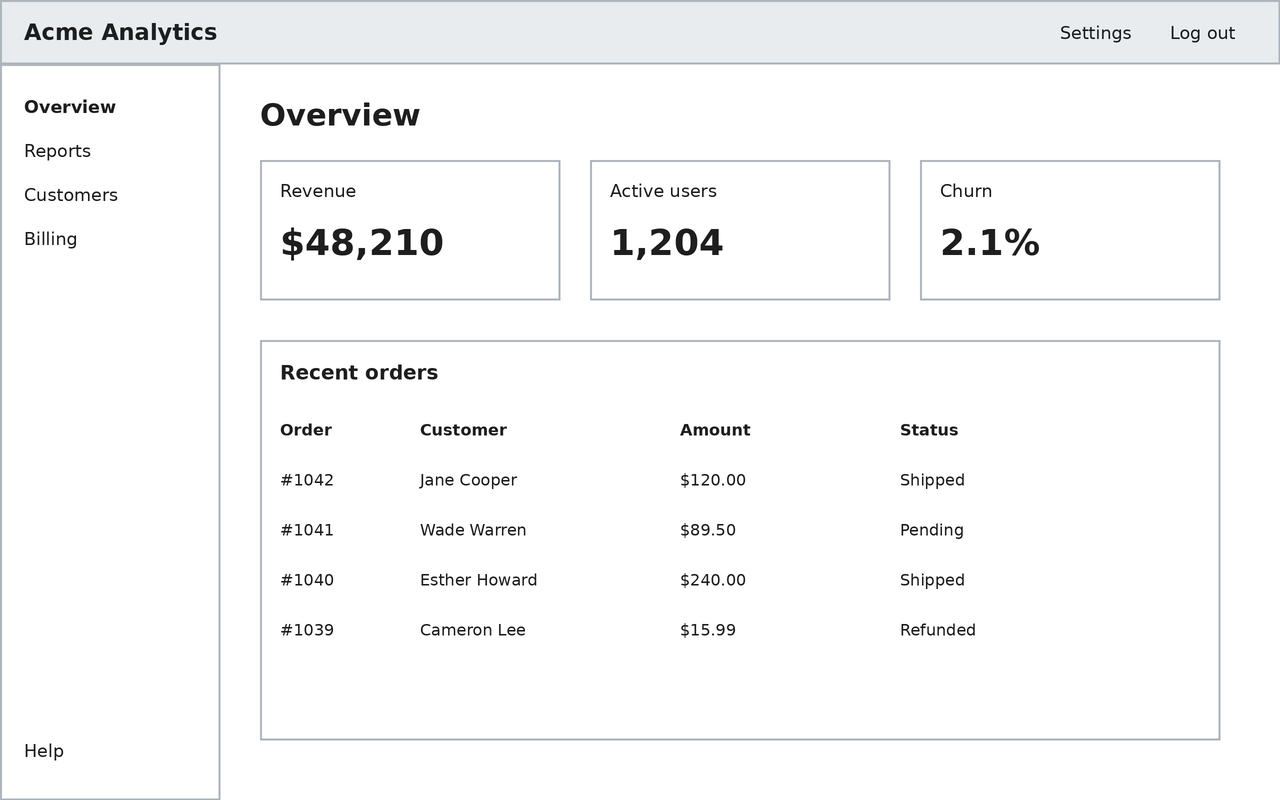 Acme Analytics
Settings
Log out
Overview
Reports
Customers
Billing
Help
Overview
Revenue
$48,210
Active users
1,204
Churn
2.1%
Recent orders
Order Customer Amount Status
#1042 Jane Cooper $120.00 Shipped
#1041 Wade Warren $89.50 Pending
#1040 Esther Howard $240.00 Shipped
#1039 Cameron Lee $15.99 Refunded